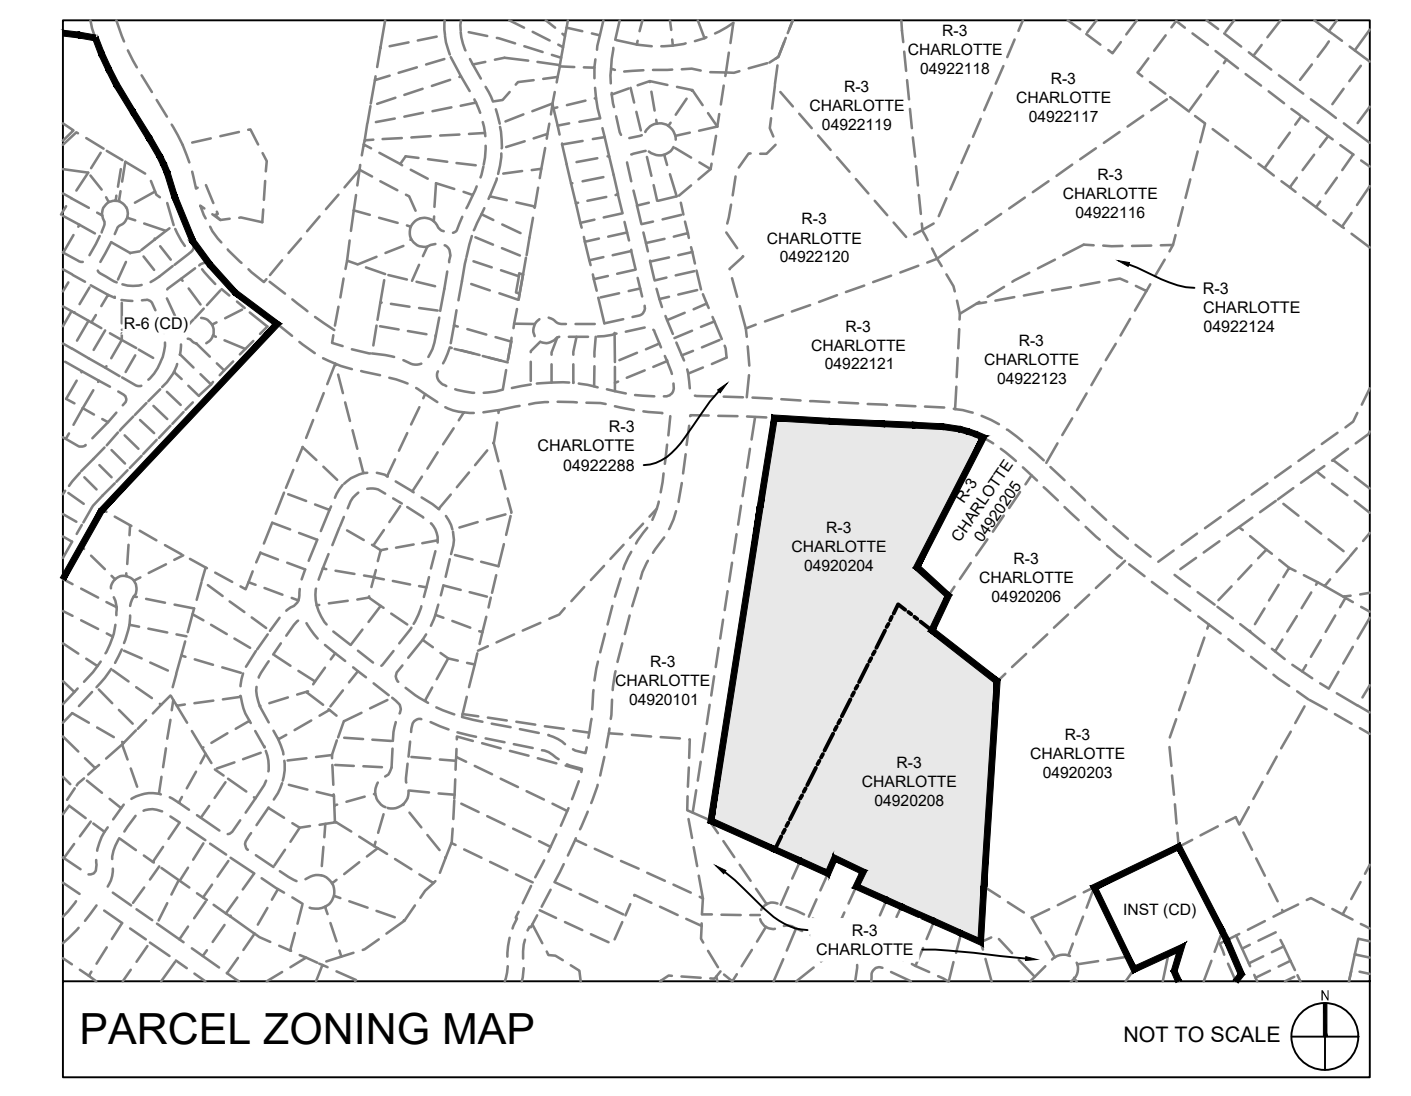 R-3
CHARLOTTE
04922118
R-3
CHARLOTTE
04922119
R-3
CHARLOTTE
04922117
R-3
CHARLOTTE
04922116
R-3
CHARLOTTE
04922120
R-3
CHARLOTTE
04922124
R-6 (CD)
R-3
CHARLOTTE
04922121
R-3
CHARLOTTE
04922123
R-3
CHARLOTTE
04922288
R-3
CHARLOTTE
04920205
R-3
CHARLOTTE
04920204
R-3
CHARLOTTE
04920206
R-3
CHARLOTTE
04920101
R-3
CHARLOTTE
04920203
R-3
CHARLOTTE
04920208
INST (CD)
R-3
CHARLOTTE
PARCEL ZONING MAP
NOT TO SCALE
N